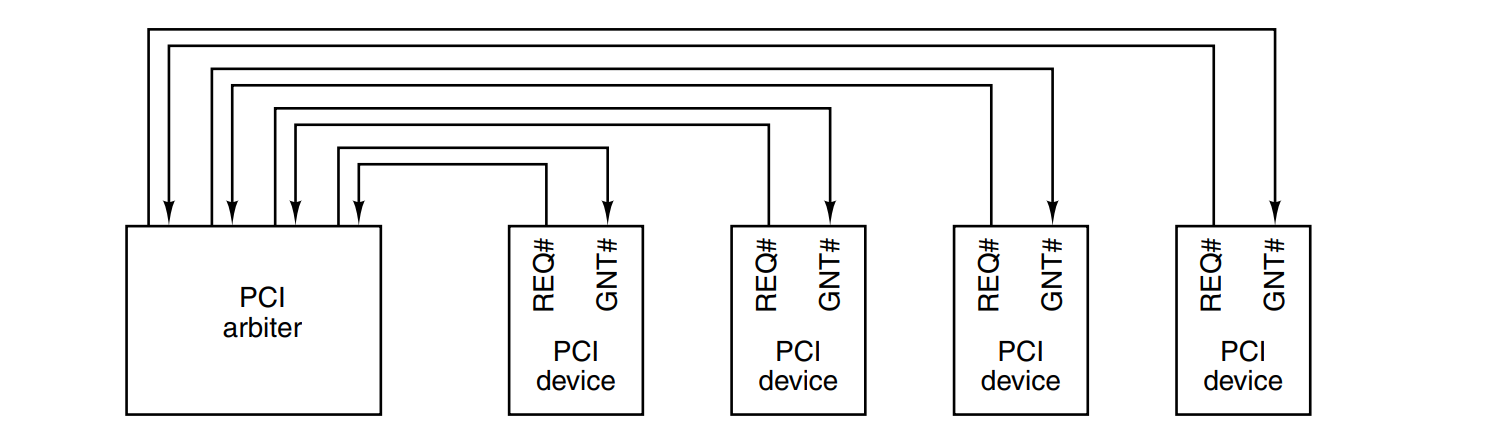 PCI
arbiter
REQ#
GNT#
PCI
device
REQ#
GNT#
PCI
device
REQ#
GNT#
PCI
device
REQ#
GNT#
PCI
device